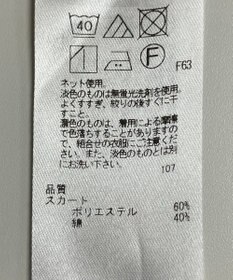 40
F F63
ネット使用。
淡色のものは無蛍光洗剤を使用。
よくすすぎ、絞りの後すぐに干
すこと。
濃色のものは、着用による摩擦
で色落ちすることがありますの
で、組合せの衣服にご注意くださ
い。また、淡色のものとは別
にお洗い下さい。
107
品質
スカート
ポリエステル 60%
綿 40%